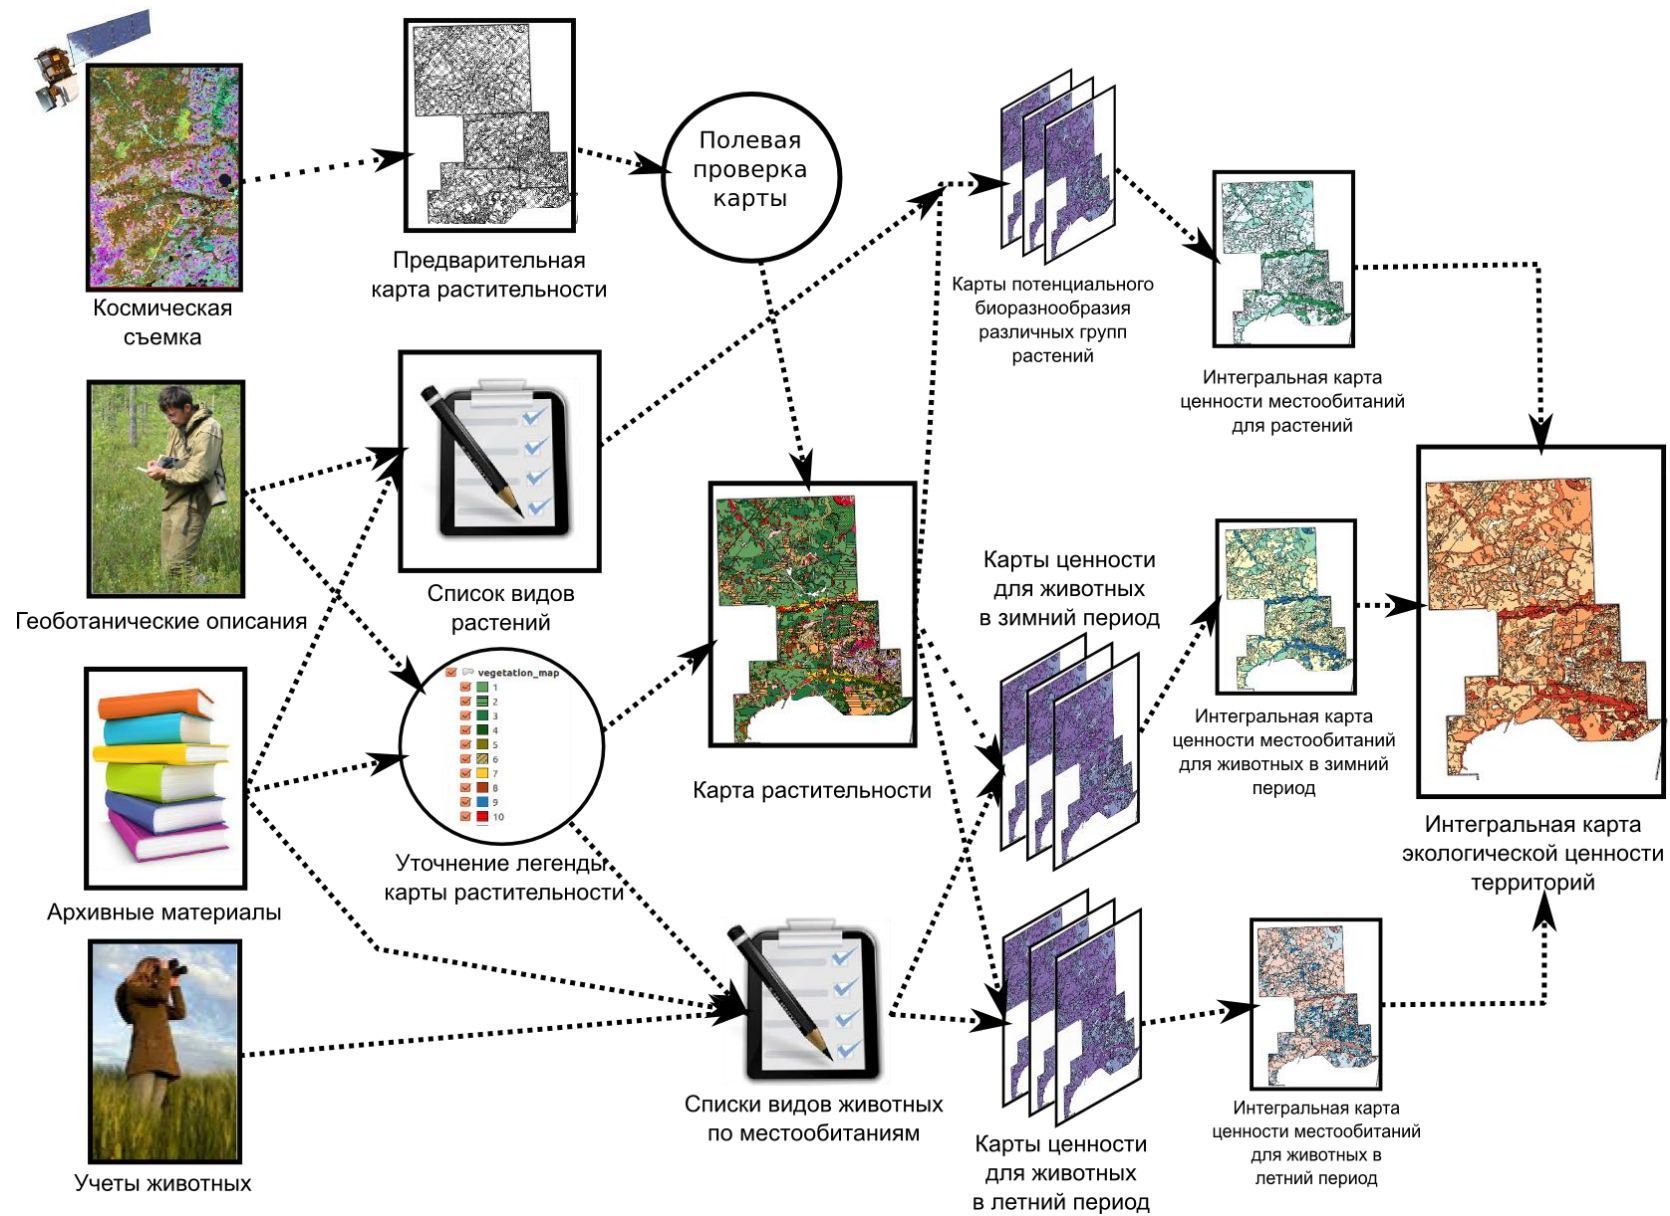 Полевая
проверка
карты
Предварительная
карта растительности
Космическая
съемка
Карты потенциального
биоразнообразия
различных групп
растений
Интегральная карта
ценности местообитаний
для растений
Геоботанические описания
Список видов
растений
Карты ценности
для животных
в зимний период
vegetation_map
1
2
3
4
5
6
7
8
9
10
Уточнение легенды
карты растительности
Карта растительности
Интегральная карта
ценности местообитаний
для животных в зимний
период
Интегральная карта
экологической ценности
территорий
Архивные материалы
Учеты животных
Списки видов животных
по местообитаниям
Карты ценности
для животных
в летний период
Интегральная карта
ценности местообитаний
для животных в
летний период